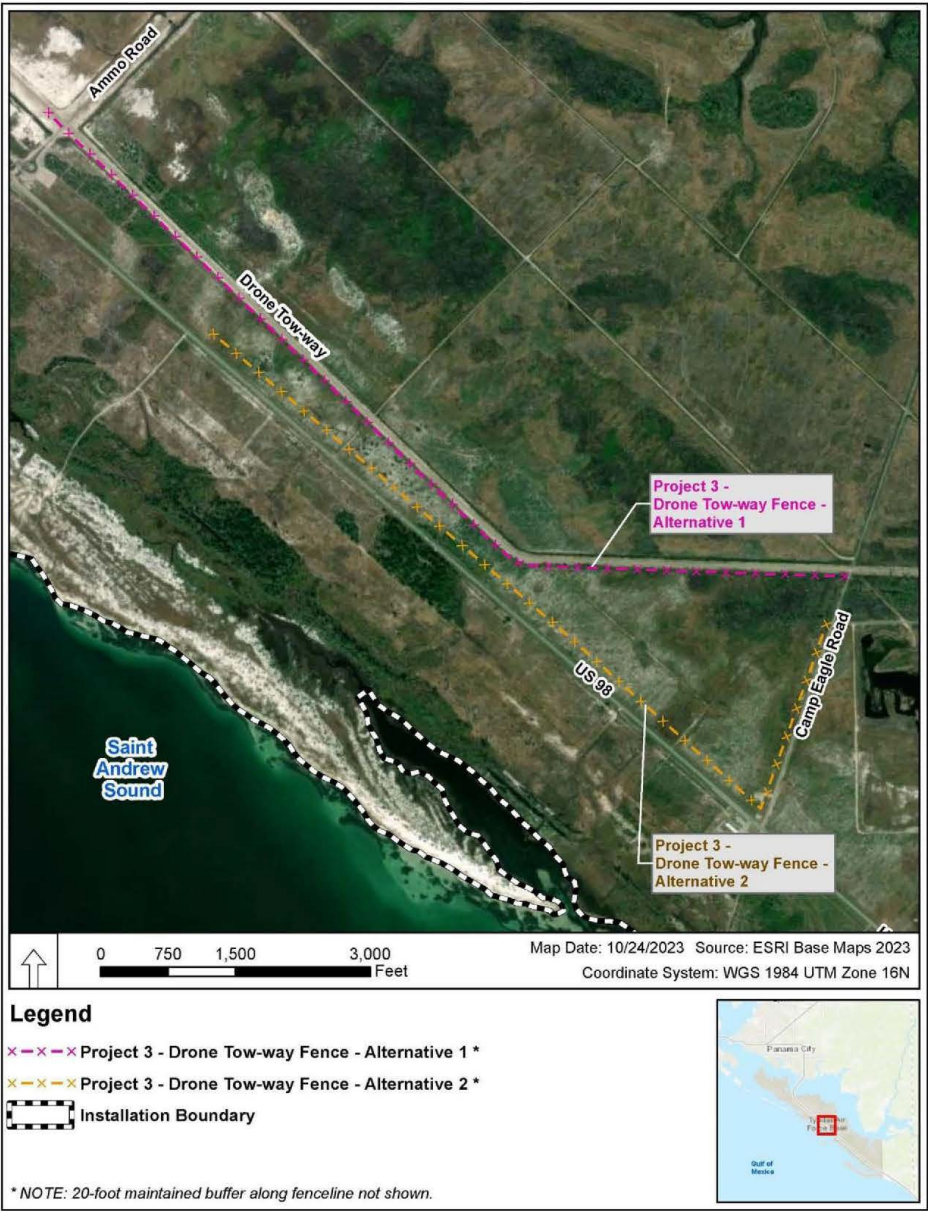 Ammo Road
Drone Tow-way
Project 3 -
Drone Tow-way Fence -
Alternative 1
US 98
Camp Eagle Road
Saint
Andrew
Sound
Project 3 -
Drone Tow-way Fence -
Alternative 2
0 750 1,500 3,000
Feet
Map Date: 10/24/2023 Source: ESRI Base Maps 2023
Coordinate System: WGS 1984 UTM Zone 16N
Legend
Project 3 - Drone Tow-way Fence - Alternative 1 *
Project 3 - Drone Tow-way Fence - Alternative 2 *
Installation Boundary
* NOTE: 20-foot maintained buffer along fenceline not shown.
Panama City
Gulf of
Mexico